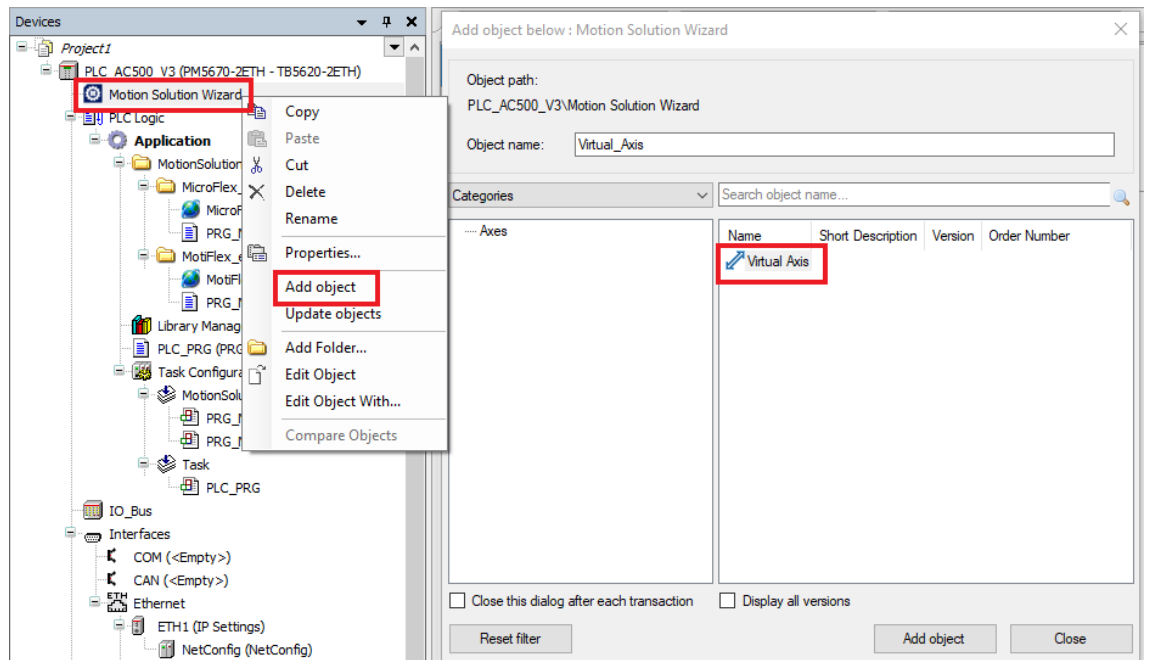 Devices
Project1
PLC_AC500_V3 (PM5670-2ETH - TB5620-2ETH)
Motion Solution Wizard
PLC Logic
Application
MotionSolution
MicroFlex_
MicroF
PRG_
MotiFlex_e
MotiFl
PRG_
Library Manag
PLC_PRG (PRG
Task Configura
MotionSolu
PRG_
PRG_
Task
PLC_PRG
IO_Bus
Interfaces
COM (<Empty>)
CAN (<Empty>)
ETH
Ethernet
ETH1 (IP Settings)
NetConfig (NetConfig)
Copy
Paste
Cut
Delete
Rename
Properties...
Add object
Update objects
Add Folder...
Edit Object
Edit Object With...
Compare Objects
Add object below : Motion Solution Wizard
Object path:
PLC_AC500_V3\Motion Solution Wizard
Object name: Virtual_Axis
Categories
Search object name...
Axes
Name Short Description Version Order Number
Virtual Axis
Close this dialog after each transaction
Display all versions
Reset filter
Add object
Close